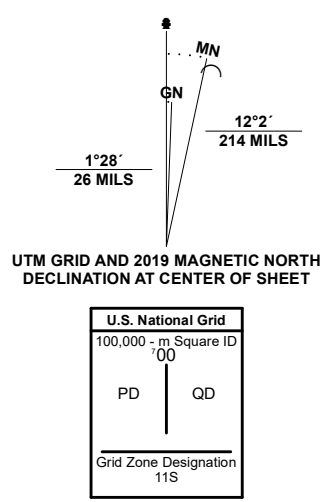 MN
GN
12°2´
214 MILS
1°28´
26 MILS
UTM GRID AND 2019 MAGNETIC NORTH
DECLINATION AT CENTER OF SHEET
U.S. National Grid
100,000 - m Square ID
⁷00
PD QD
Grid Zone Designation
11S